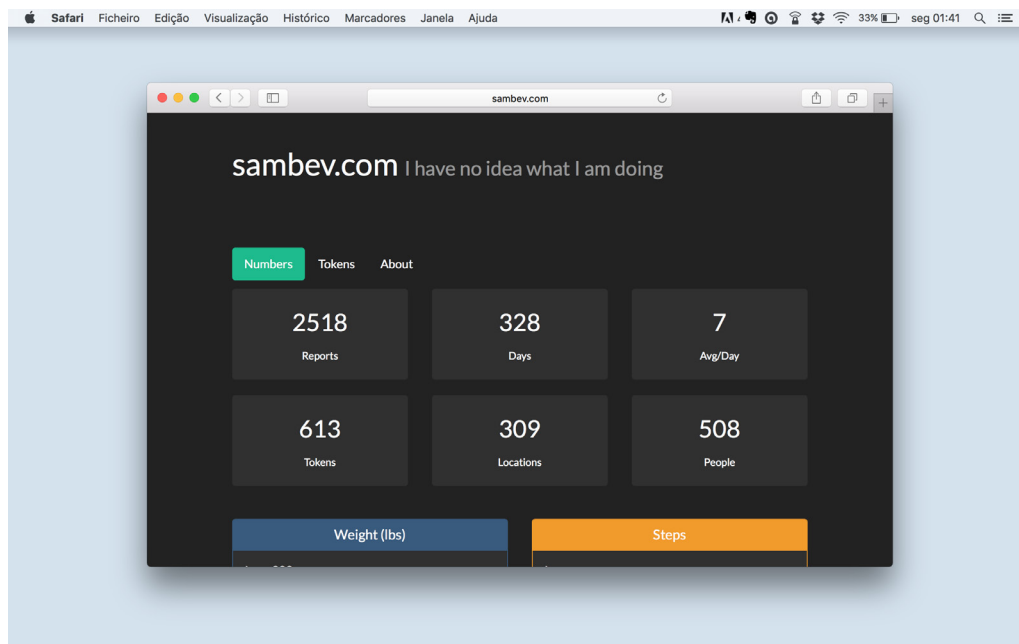 Safari Ficheiro Edição Visualização Histórico Marcadores Janela Ajuda 33% seg 01:41
sambev.com
sambev.com I have no idea what I am doing
Numbers Tokens About
2518 328 7
Reports Days Avg/Day
613 309 508
Tokens Locations People
Weight (lbs) Steps